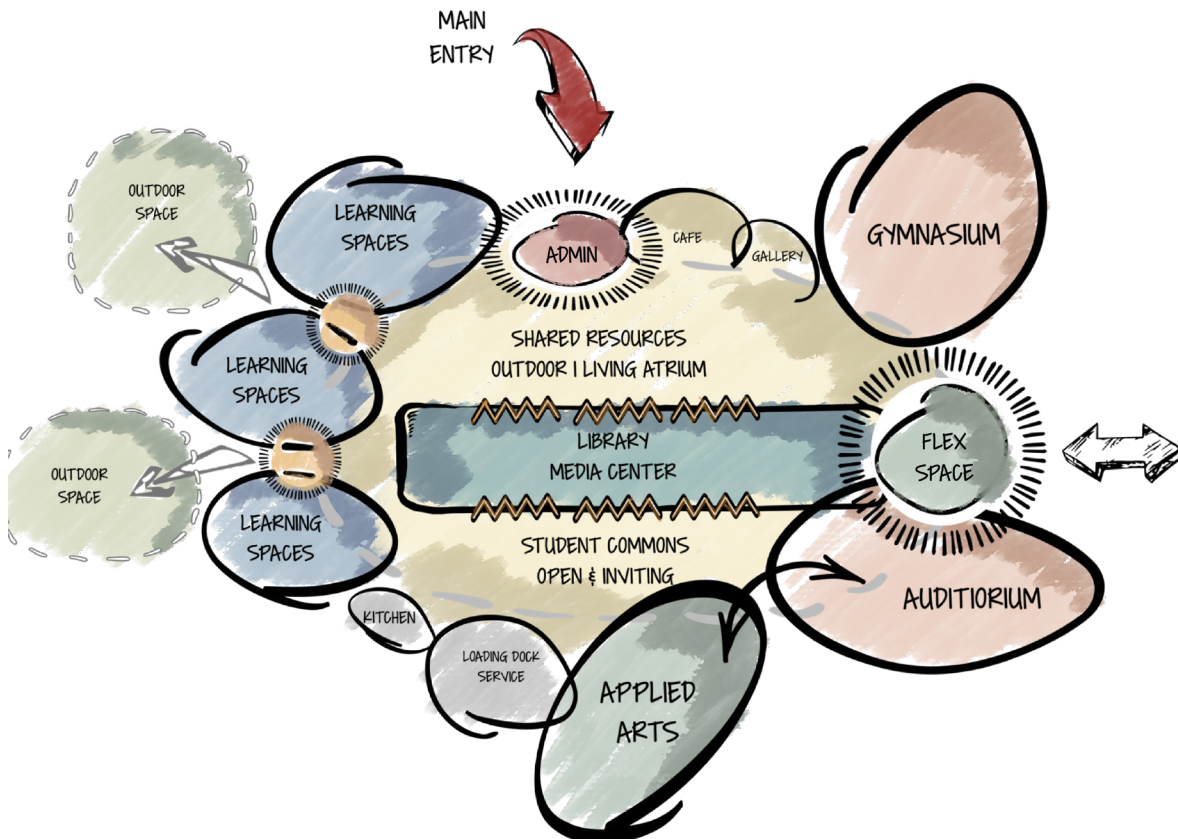 MAIN
ENTRY
OUTDOOR
SPACE
LEARNING
SPACES
ADMIN
CAFE
GALLERY
GYMNASIUM
SHARED RESOURCES
OUTDOOR | LIVING ATRIUM
LEARNING
SPACES
LIBRARY
MEDIA CENTER
FLEX
SPACE
OUTDOOR
SPACE
LEARNING
SPACES
STUDENT COMMONS
OPEN & INVITING
AUDITIORIUM
KITCHEN
LOADING DOCK
SERVICE
APPLIED
ARTS